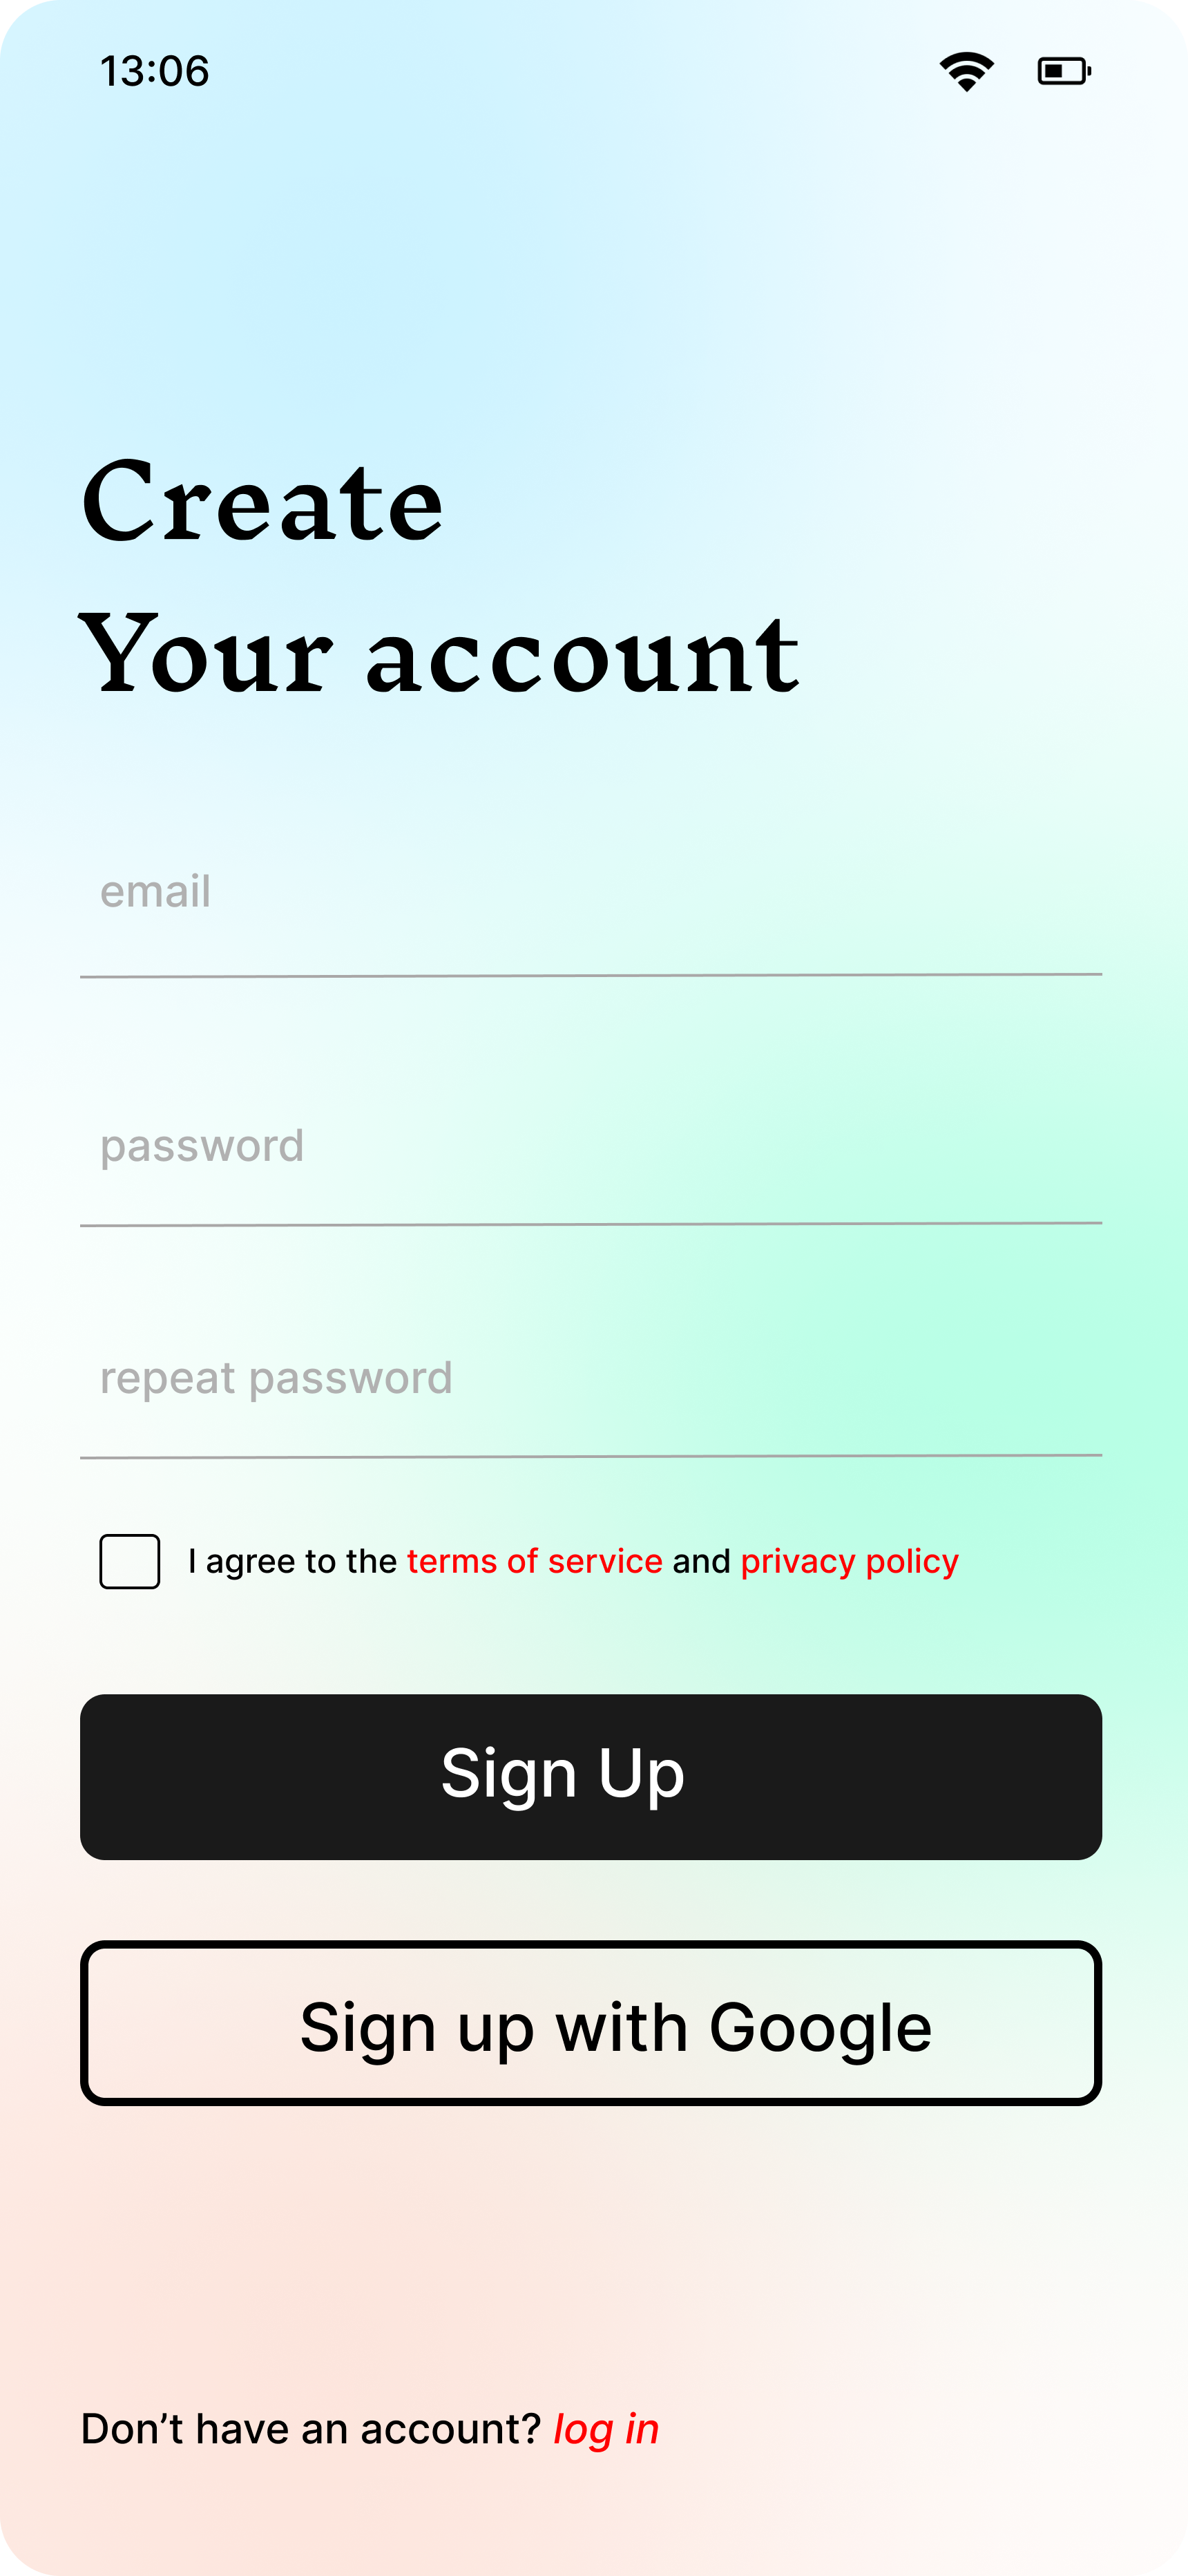 13:06
Create
Your account
email
password
repeat password
I agree to the terms of service and privacy policy
Sign Up
Sign up with Google
Don’t have an account? log in